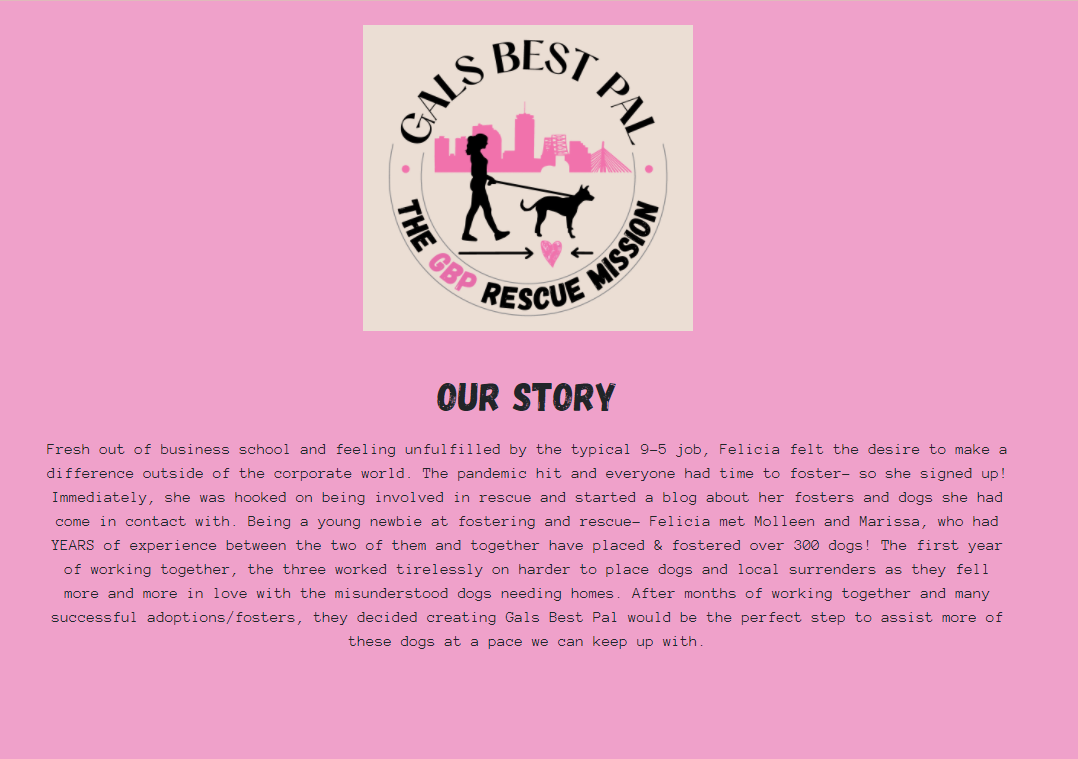 GALS BEST PAL
THE GBP RESCUE MISSION
OUR STORY
Fresh out of business school and feeling unfulfilled by the typical 9-5 job, Felicia felt the desire to make a
difference outside of the corporate world. The pandemic hit and everyone had time to foster- so she signed up!
Immediately, she was hooked on being involved in rescue and started a blog about her fosters and dogs she had
come in contact with. Being a young newbie at fostering and rescue- Felicia met Molleen and Marissa, who had
YEARS of experience between the two of them and together have placed & fostered over 300 dogs! The first year
of working together, the three worked tirelessly on harder to place dogs and local surrenders as they fell
more and more in love with the misunderstood dogs needing homes. After months of working together and many
successful adoptions/fosters, they decided creating Gals Best Pal would be the perfect step to assist more of
these dogs at a pace we can keep up with.